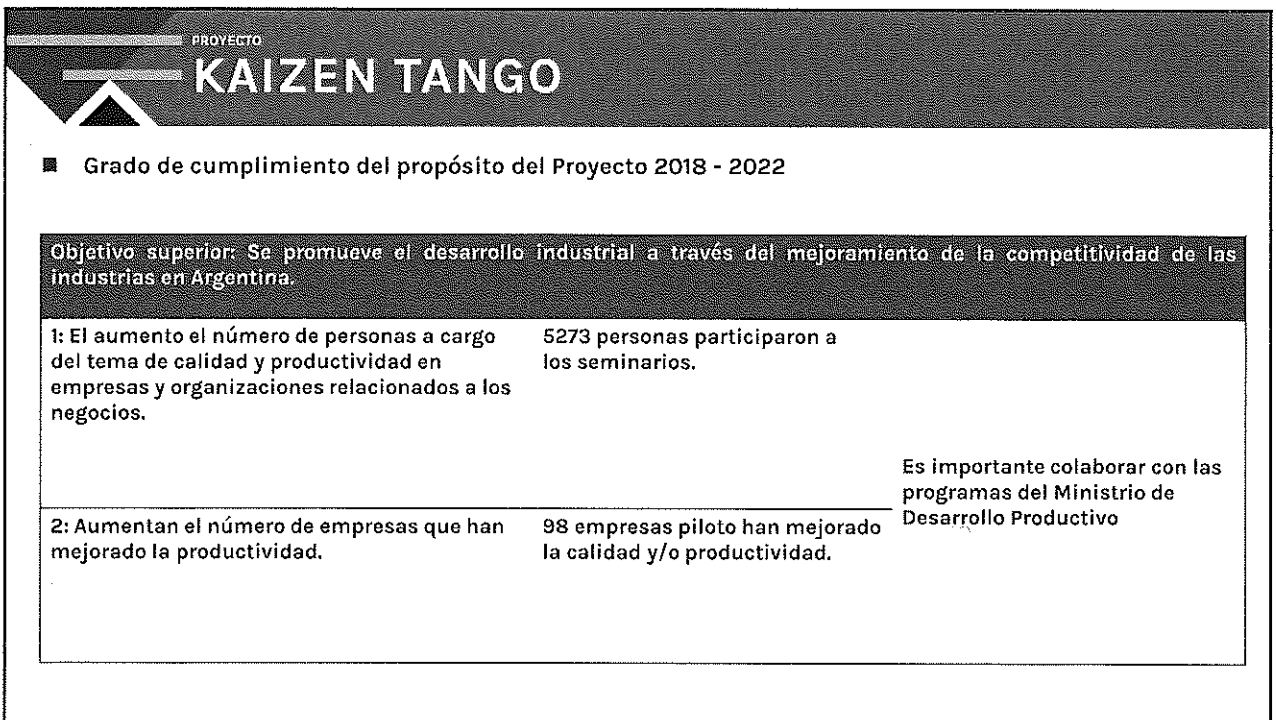 PROYECTO
KAIZEN TANGO
Grado de cumplimiento del propósito del Proyecto 2018 - 2022
Objetivo superior: Se promueve el desarrollo industrial a través del mejoramiento de la competitividad de las
industrias en Argentina.
1: El aumento el número de personas a cargo
del tema de calidad y productividad en
empresas y organizaciones relacionados a los
negocios.
5273 personas participaron a
los seminarios.
2: Aumentan el número de empresas que han
mejorado la productividad.
98 empresas piloto han mejorado
la calidad y/o productividad.
Es importante colaborar con las
programas del Ministrio de
Desarrollo Productivo